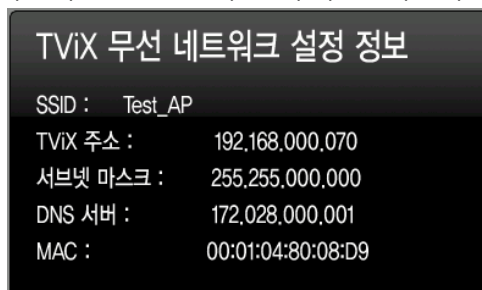 TViX 무선 네트워크 설정 정보
SSID : Test_AP
TViX 주소 : 192,168,000,070
서브넷 마스크 : 255,255,000,000
DNS 서버 : 172,028,000,001
MAC : 00:01:04:80:08:D9